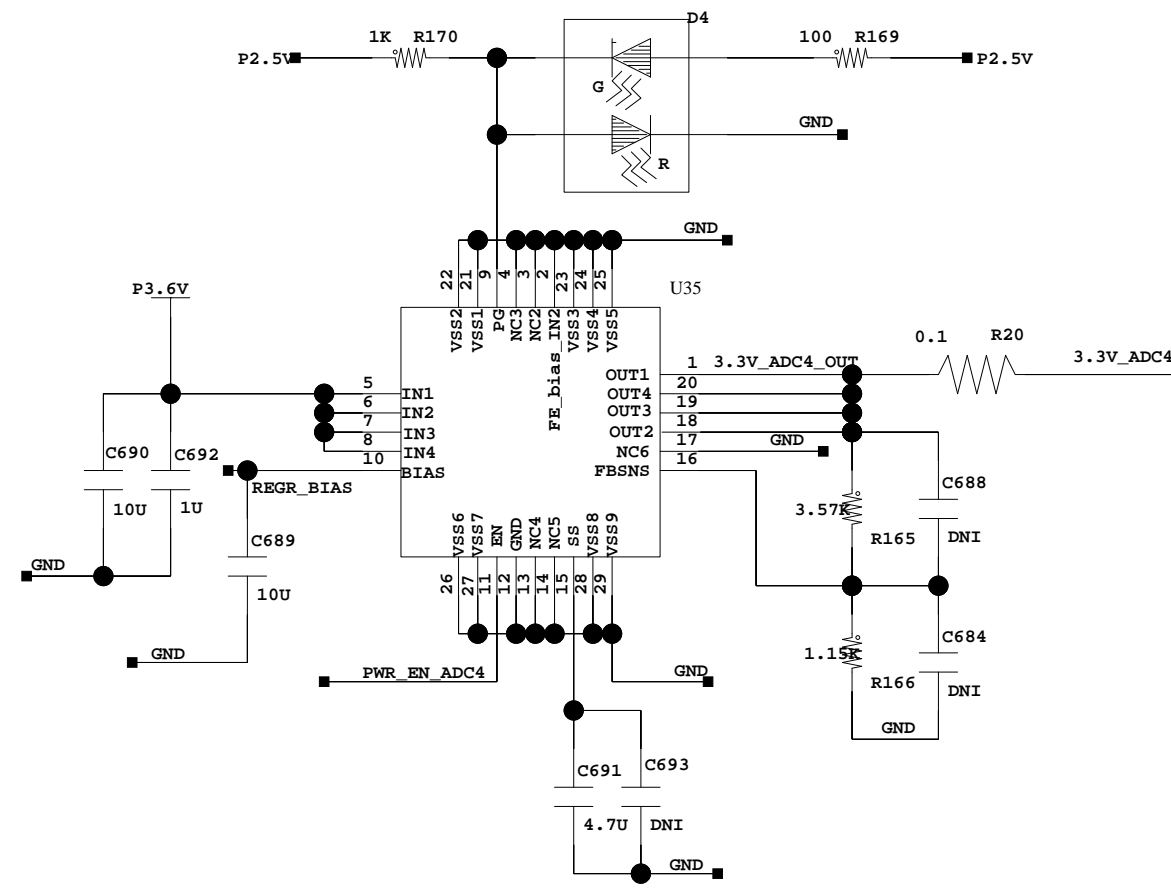 D4
1K R170
100 R169
P2.5V
P2.5V
G
GND
R
GND
22
21
9
4
3
2
23
24
25
U35
P3.6V
VSS2
VSS1
PG
NC3
NC2
FE_bias_IN2
VSS3
VSS4
VSS5
0.1 R20
3.3V_ADC4
1 3.3V_ADC4_OUT
OUT1
20
OUT4
19
OUT3
18
OUT2
17 GND
NC6
16
FBSNS
5
IN1
6
IN2
7
IN3
8
IN4
10
BIAS
C690 C692
10U 1U
REGR_BIAS
GND
C689
10U
GND
C688
3.57K
R165
DNI
VSS6
VSS7
EN
GND
NC4
NC5
SS
VSS8
VSS9
26
27
11
12
13
14
15
28
29
C684
1.15K
R166
DNI
GND
PWR_EN_ADC4
GND
C691 C693
4.7U DNI
GND